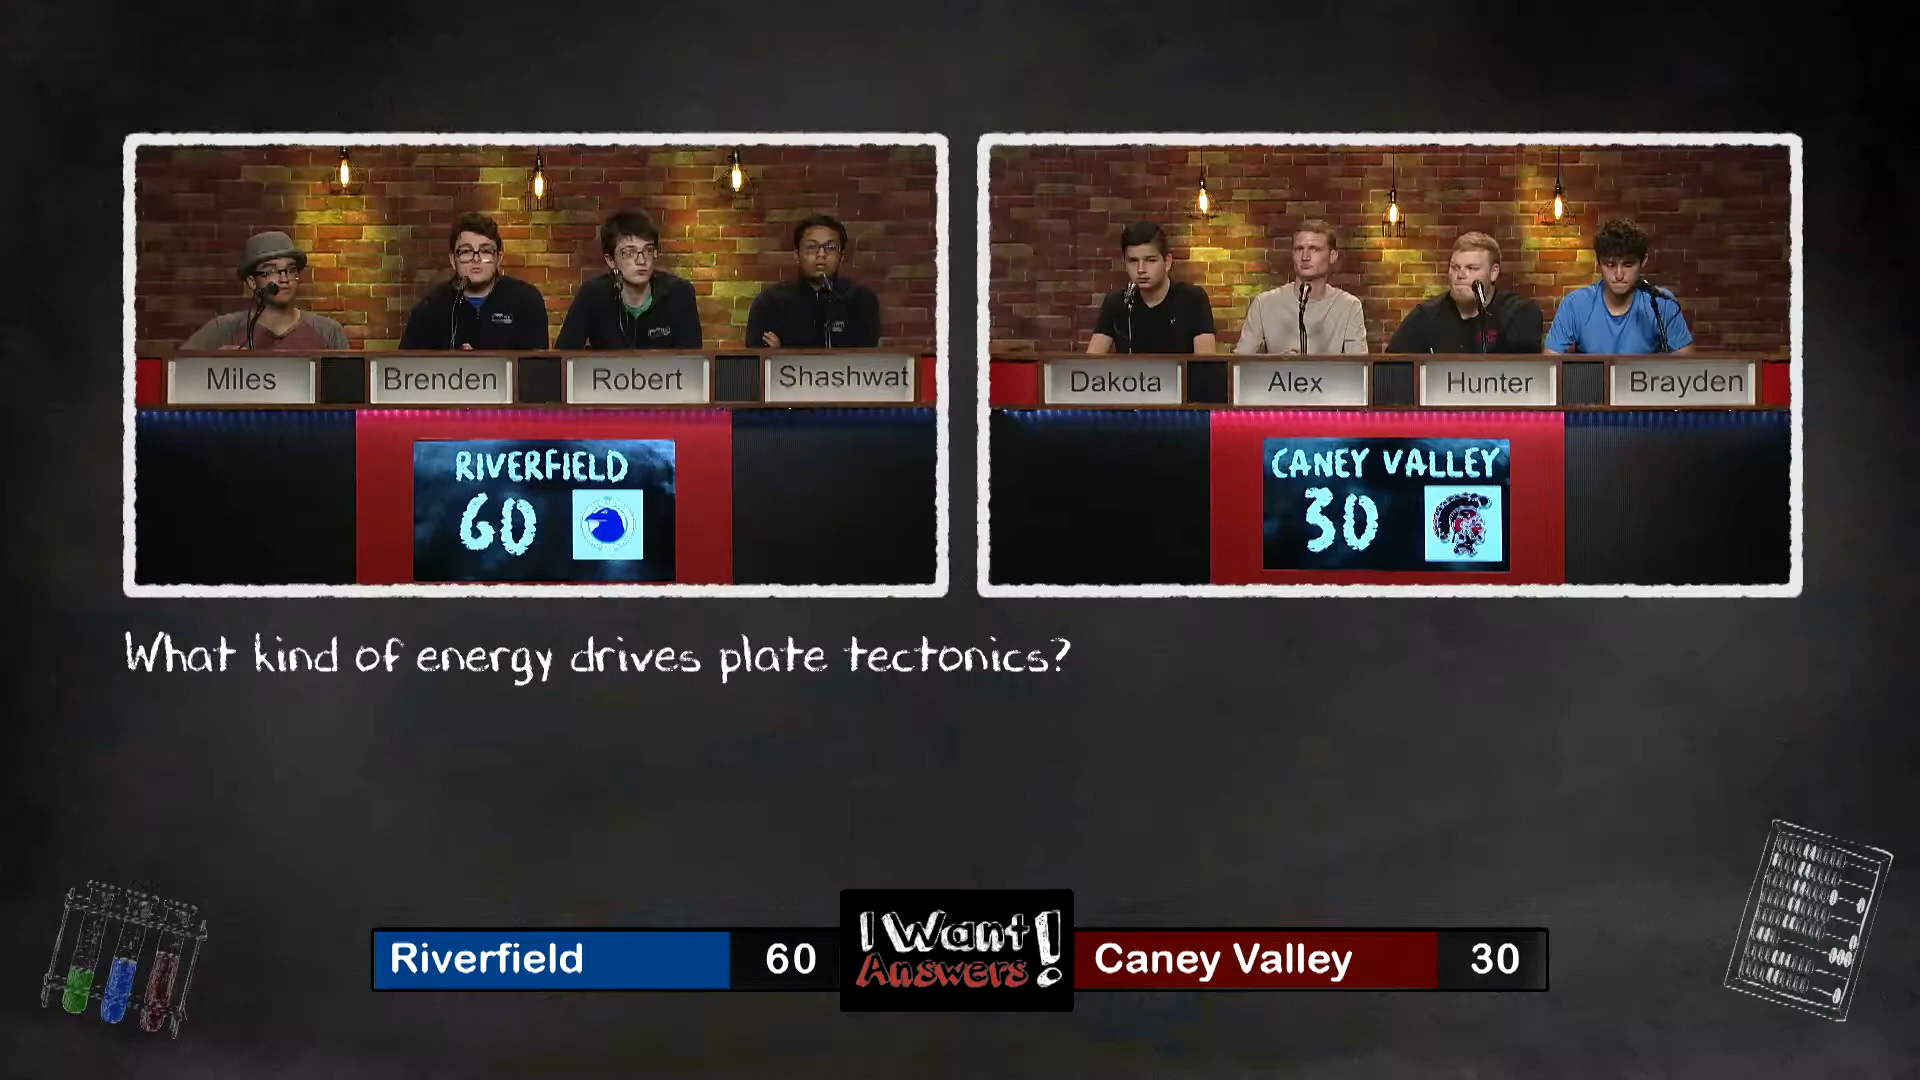 Miles
Brenden
Robert
Shashwat
RIVERFIELD
60
Dakota
Alex
Hunter
Brayden
CANEY VALLEY
30
What kind of energy drives plate tectonics?
Riverfield 60
I Want
Answers!
Caney Valley 30